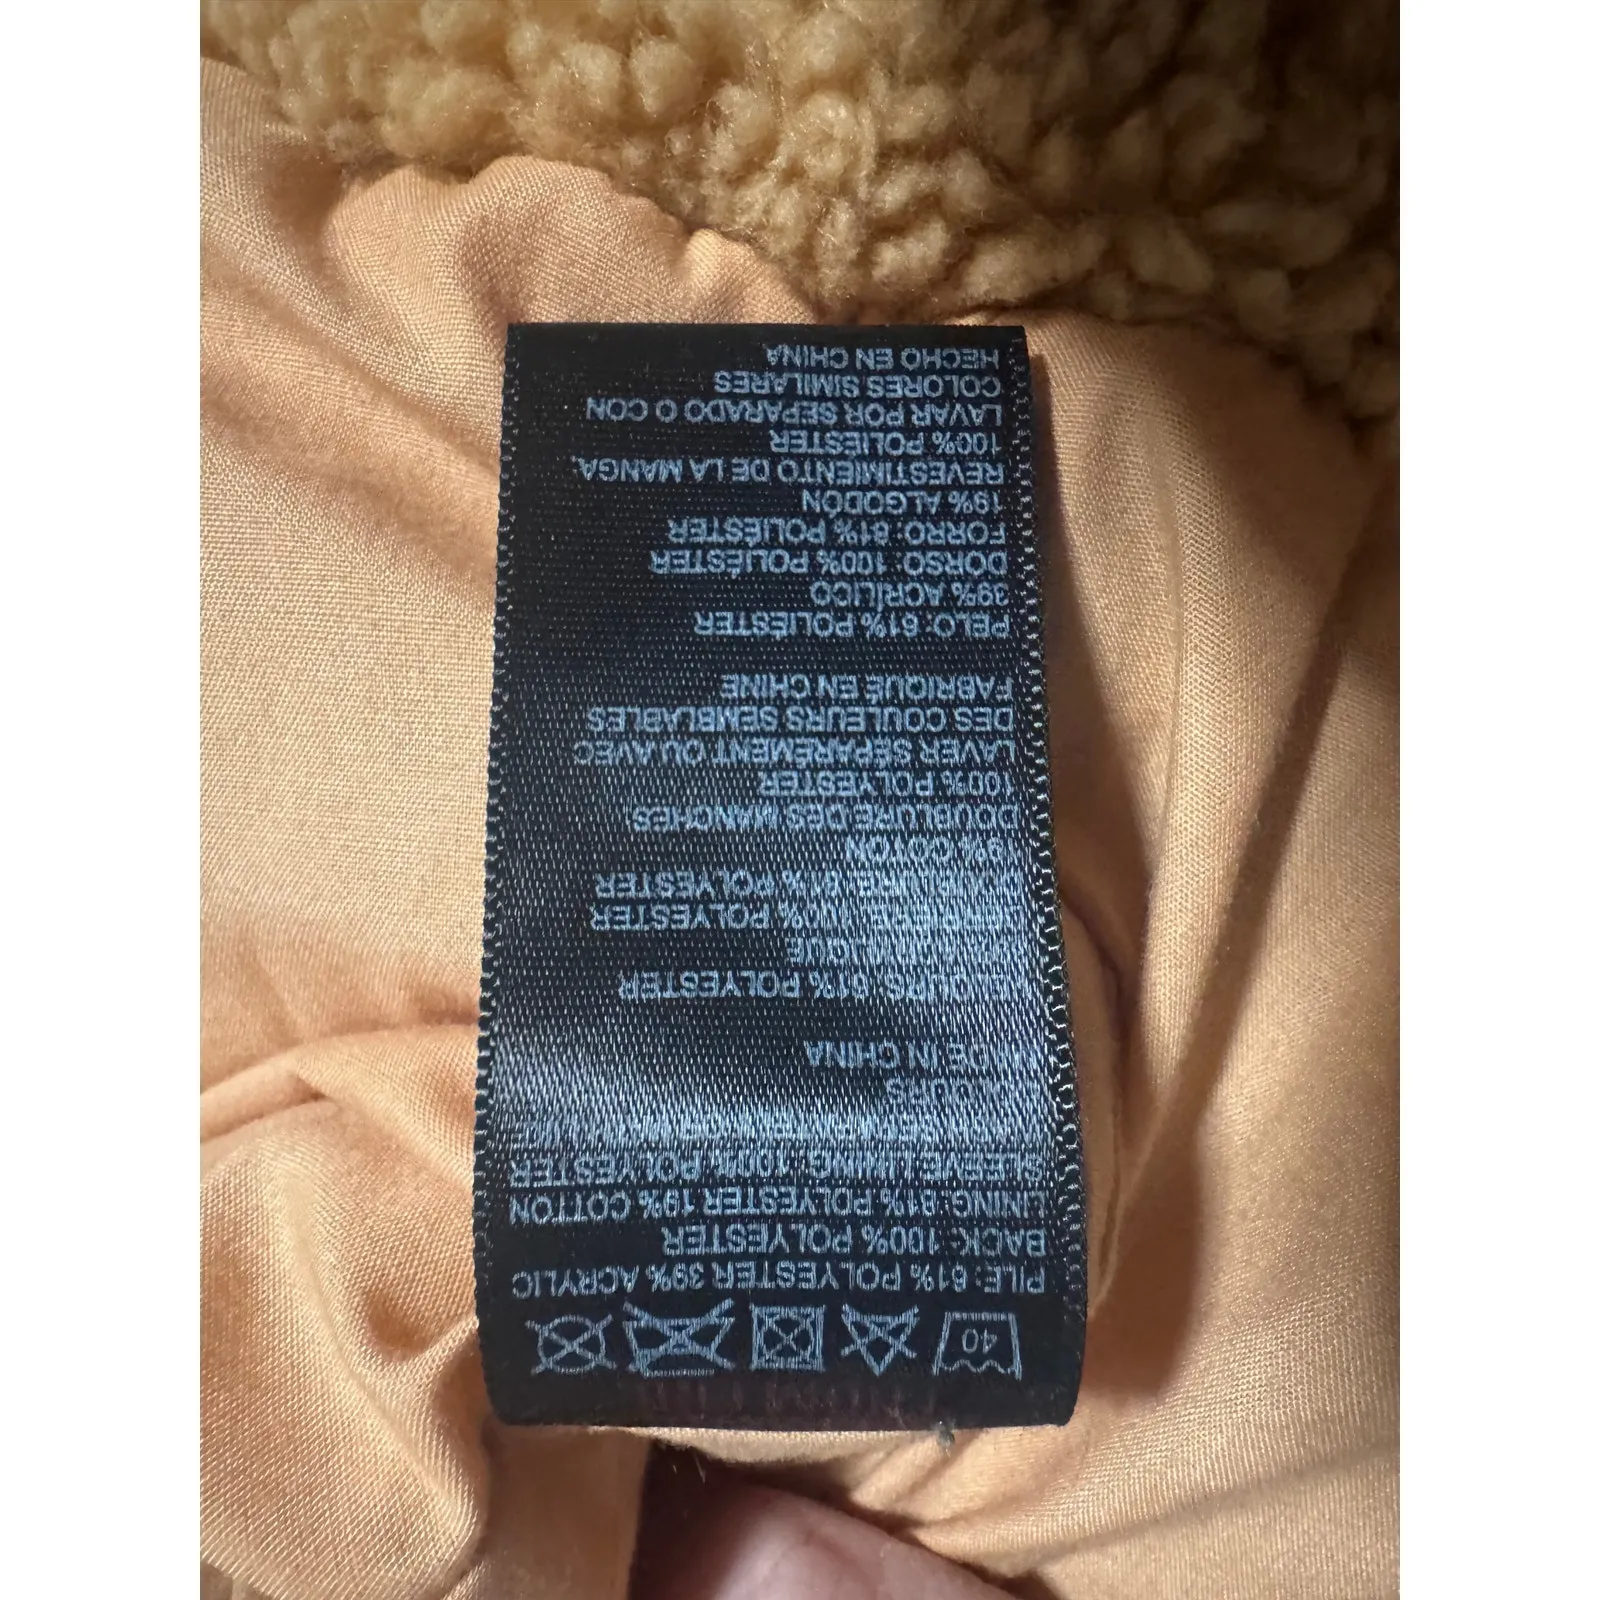 40
PILE: 61% POLYESTER 39% ACRYLIC
BACK: 100% POLYESTER
LINING: 81% POLYESTER 19% COTTON
SLEEVE LINING: 100% POLYESTER
MADE IN CHINA
61% POLYESTER
100% POLYESTER
81% POLYESTER
COTON
DOUBLURE DES MANCHES
100% POLYESTER
LAVER SÉPARÉMENT OU AVEC
DES COULEURS SEMBLABLES
FABRIQUÉ EN CHINE
PELO: 61% POLIÉSTER
39% ACRÍLICO
DORSO: 100% POLIÉSTER
FORRO: 81% POLIÉSTER
19% ALGODÓN
REVESTIMIENTO DE LA MANGA:
100% POLIÉSTER
LAVAR POR SEPARADO O CON
COLORES SIMILARES
HECHO EN CHINA